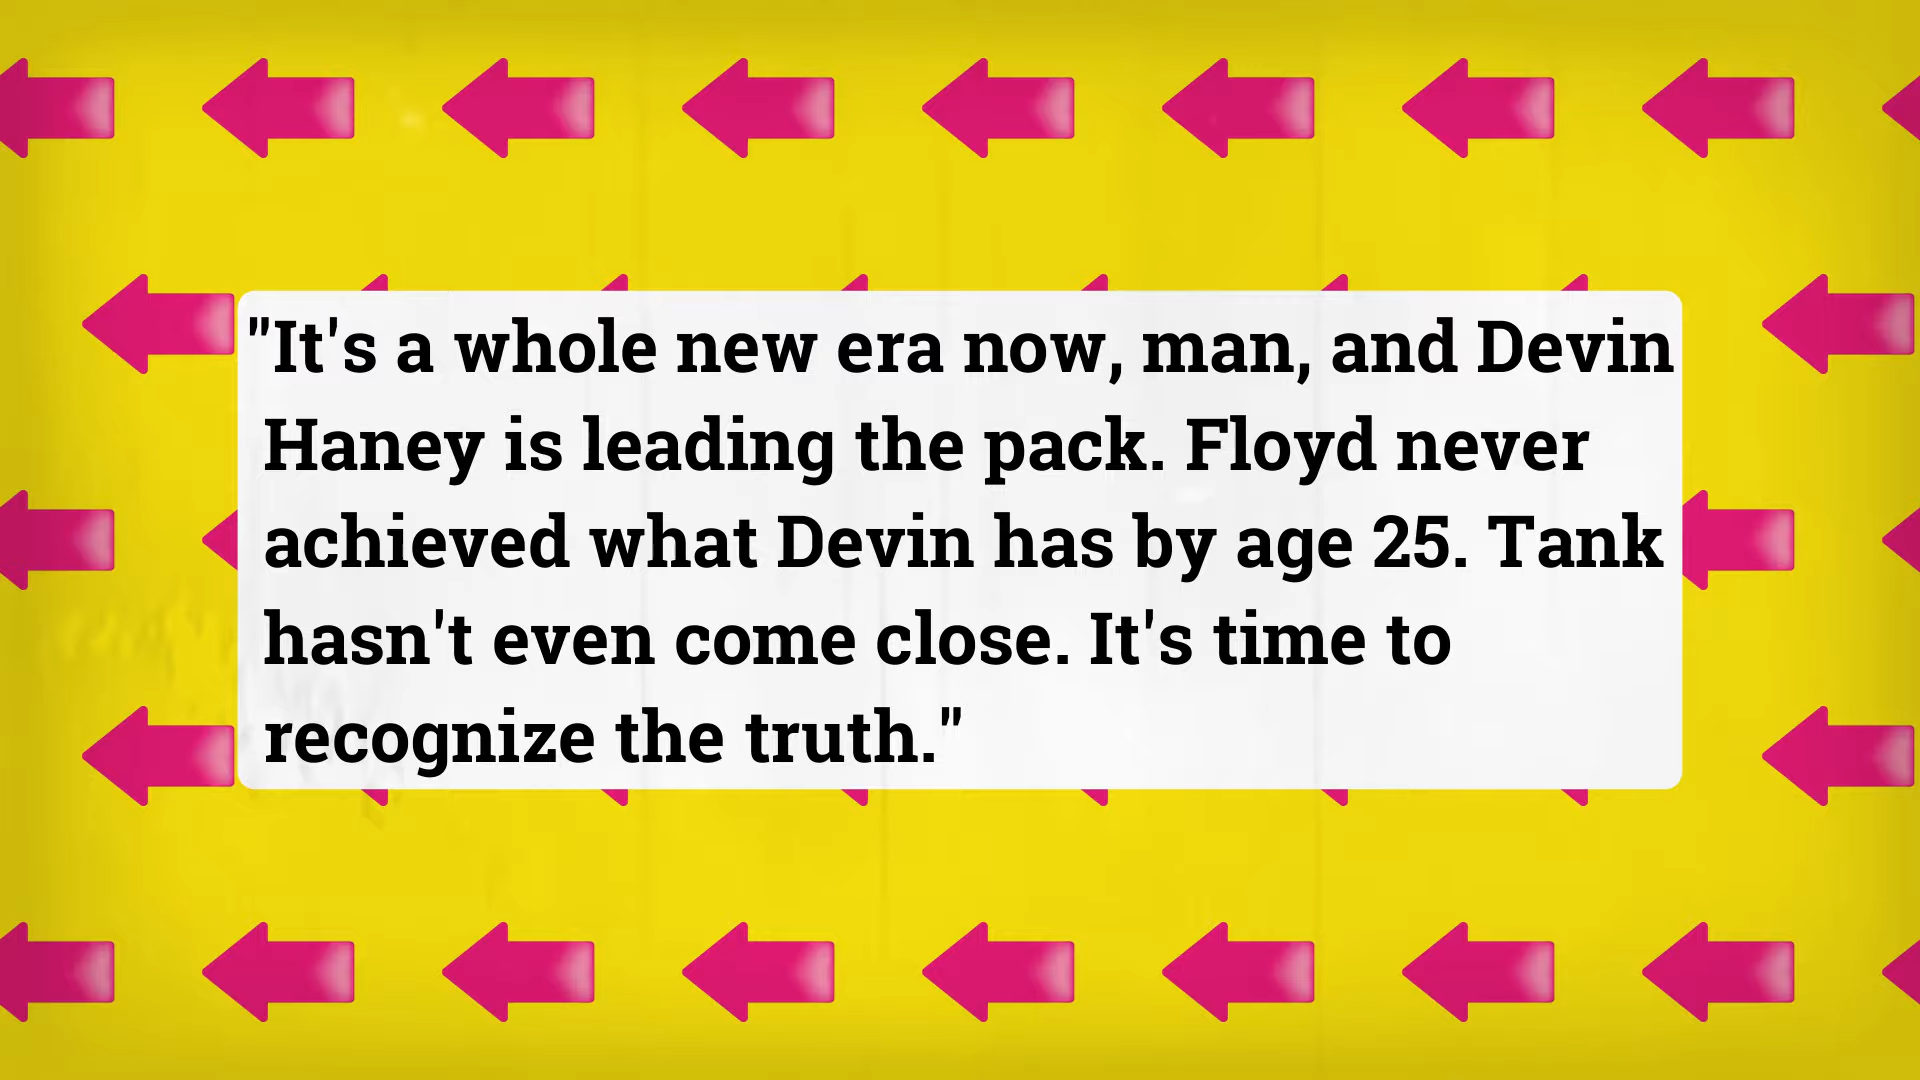 "It's a whole new era now, man, and Devin
Haney is leading the pack. Floyd never
achieved what Devin has by age 25. Tank
hasn't even come close. It's time to
recognize the truth."